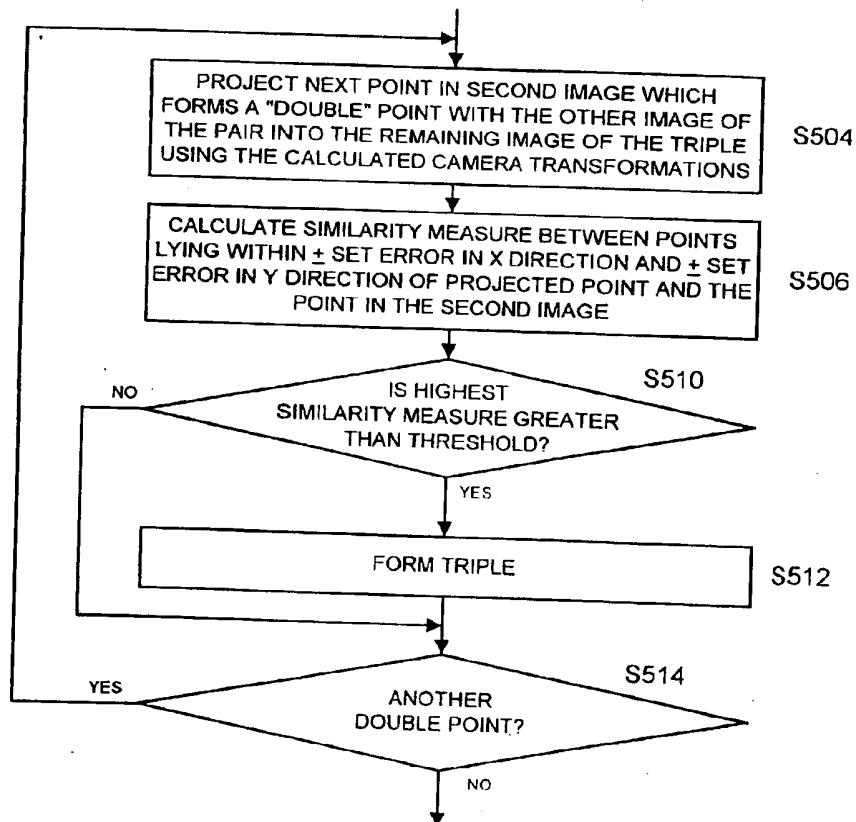 PROJECT NEXT POINT IN SECOND IMAGE WHICH
FORMS A "DOUBLE" POINT WITH THE OTHER IMAGE OF
THE PAIR INTO THE REMAINING IMAGE OF THE TRIPLE
USING THE CALCULATED CAMERA TRANSFORMATIONS
S504
CALCULATE SIMILARITY MEASURE BETWEEN POINTS
LYING WITHIN ± SET ERROR IN X DIRECTION AND ± SET
ERROR IN Y DIRECTION OF PROJECTED POINT AND THE
POINT IN THE SECOND IMAGE
S506
S510
NO
IS HIGHEST
SIMILARITY MEASURE GREATER
THAN THRESHOLD?
YES
FORM TRIPLE
S512
S514
YES
ANOTHER
DOUBLE POINT?
NO